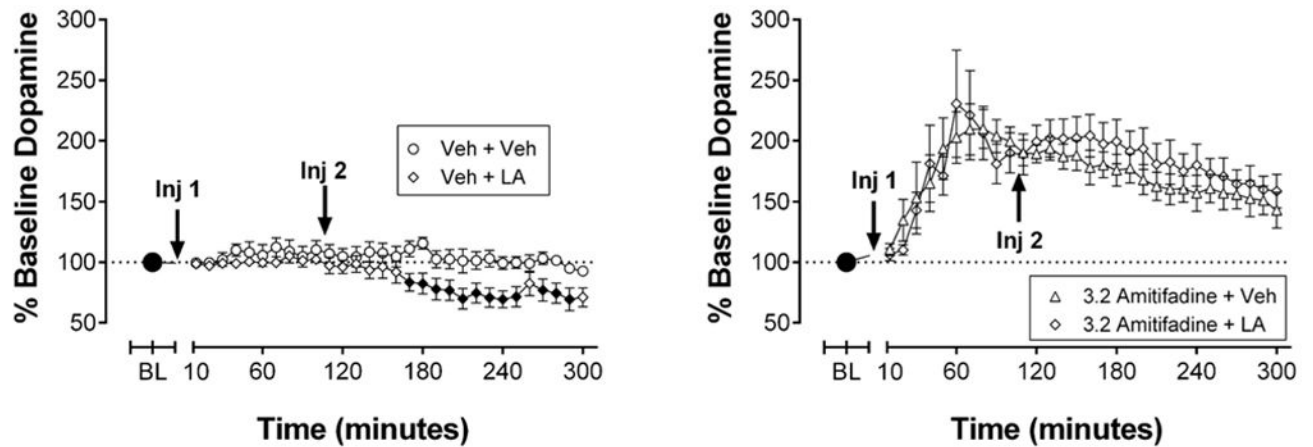 % Baseline Dopamine
300
250
200
150
100
50
Inj 1
Inj 2
Veh + Veh
Veh + LA
BL 10 60 120 180 240 300
Time (minutes)
% Baseline Dopamine
300
250
200
150
100
50
Inj 1
Inj 2
3.2 Amitifadine + Veh
3.2 Amitifadine + LA
BL 10 60 120 180 240 300
Time (minutes)